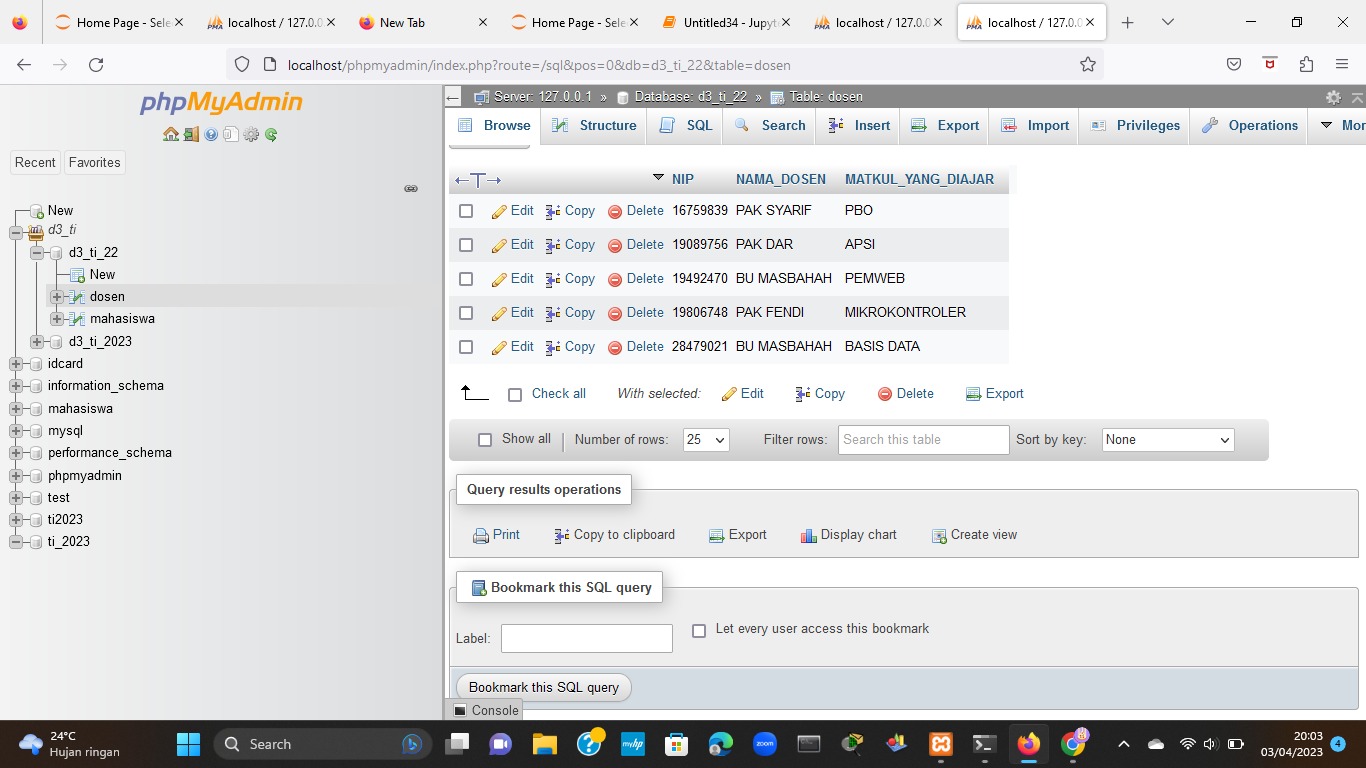 Home Page - Sele
localhost / 127.0.0
New Tab
Home Page - Sele
Untitled34 - Jupyte
localhost / 127.0.0
localhost / 127.0.0
localhost/phpmyadmin/index.php?route=/sql&pos=0&db=d3_ti_22&table=dosen
phpMyAdmin
Recent
Favorites
New
d3_ti
d3_ti_22
New
dosen
mahasiswa
d3_ti_2023
idcard
information_schema
mahasiswa
mysql
performance_schema
phpmyadmin
test
ti2023
ti_2023
Server: 127.0.0.1 » Database: d3_ti_22 » Table: dosen
Browse Structure SQL Search Insert Export Import Privileges Operations Mor
NIP NAMA_DOSEN MATKUL_YANG_DIAJAR
Edit Copy Delete 16759839 PAK SYARIF PBO
Edit Copy Delete 19089756 PAK DAR APSI
Edit Copy Delete 19492470 BU MASBAHAH PEMWEB
Edit Copy Delete 19806748 PAK FENDI MIKROKONTROLER
Edit Copy Delete 28479021 BU MASBAHAH BASIS DATA
Check all With selected: Edit Copy Delete Export
Show all Number of rows: 25 Filter rows: Search this table Sort by key: None
Query results operations
Print Copy to clipboard Export Display chart Create view
Bookmark this SQL query
Label: Let every user access this bookmark
Bookmark this SQL query
Console
24°C
Hujan ringan
Search
myhp
zoom
20:03
03/04/2023
4